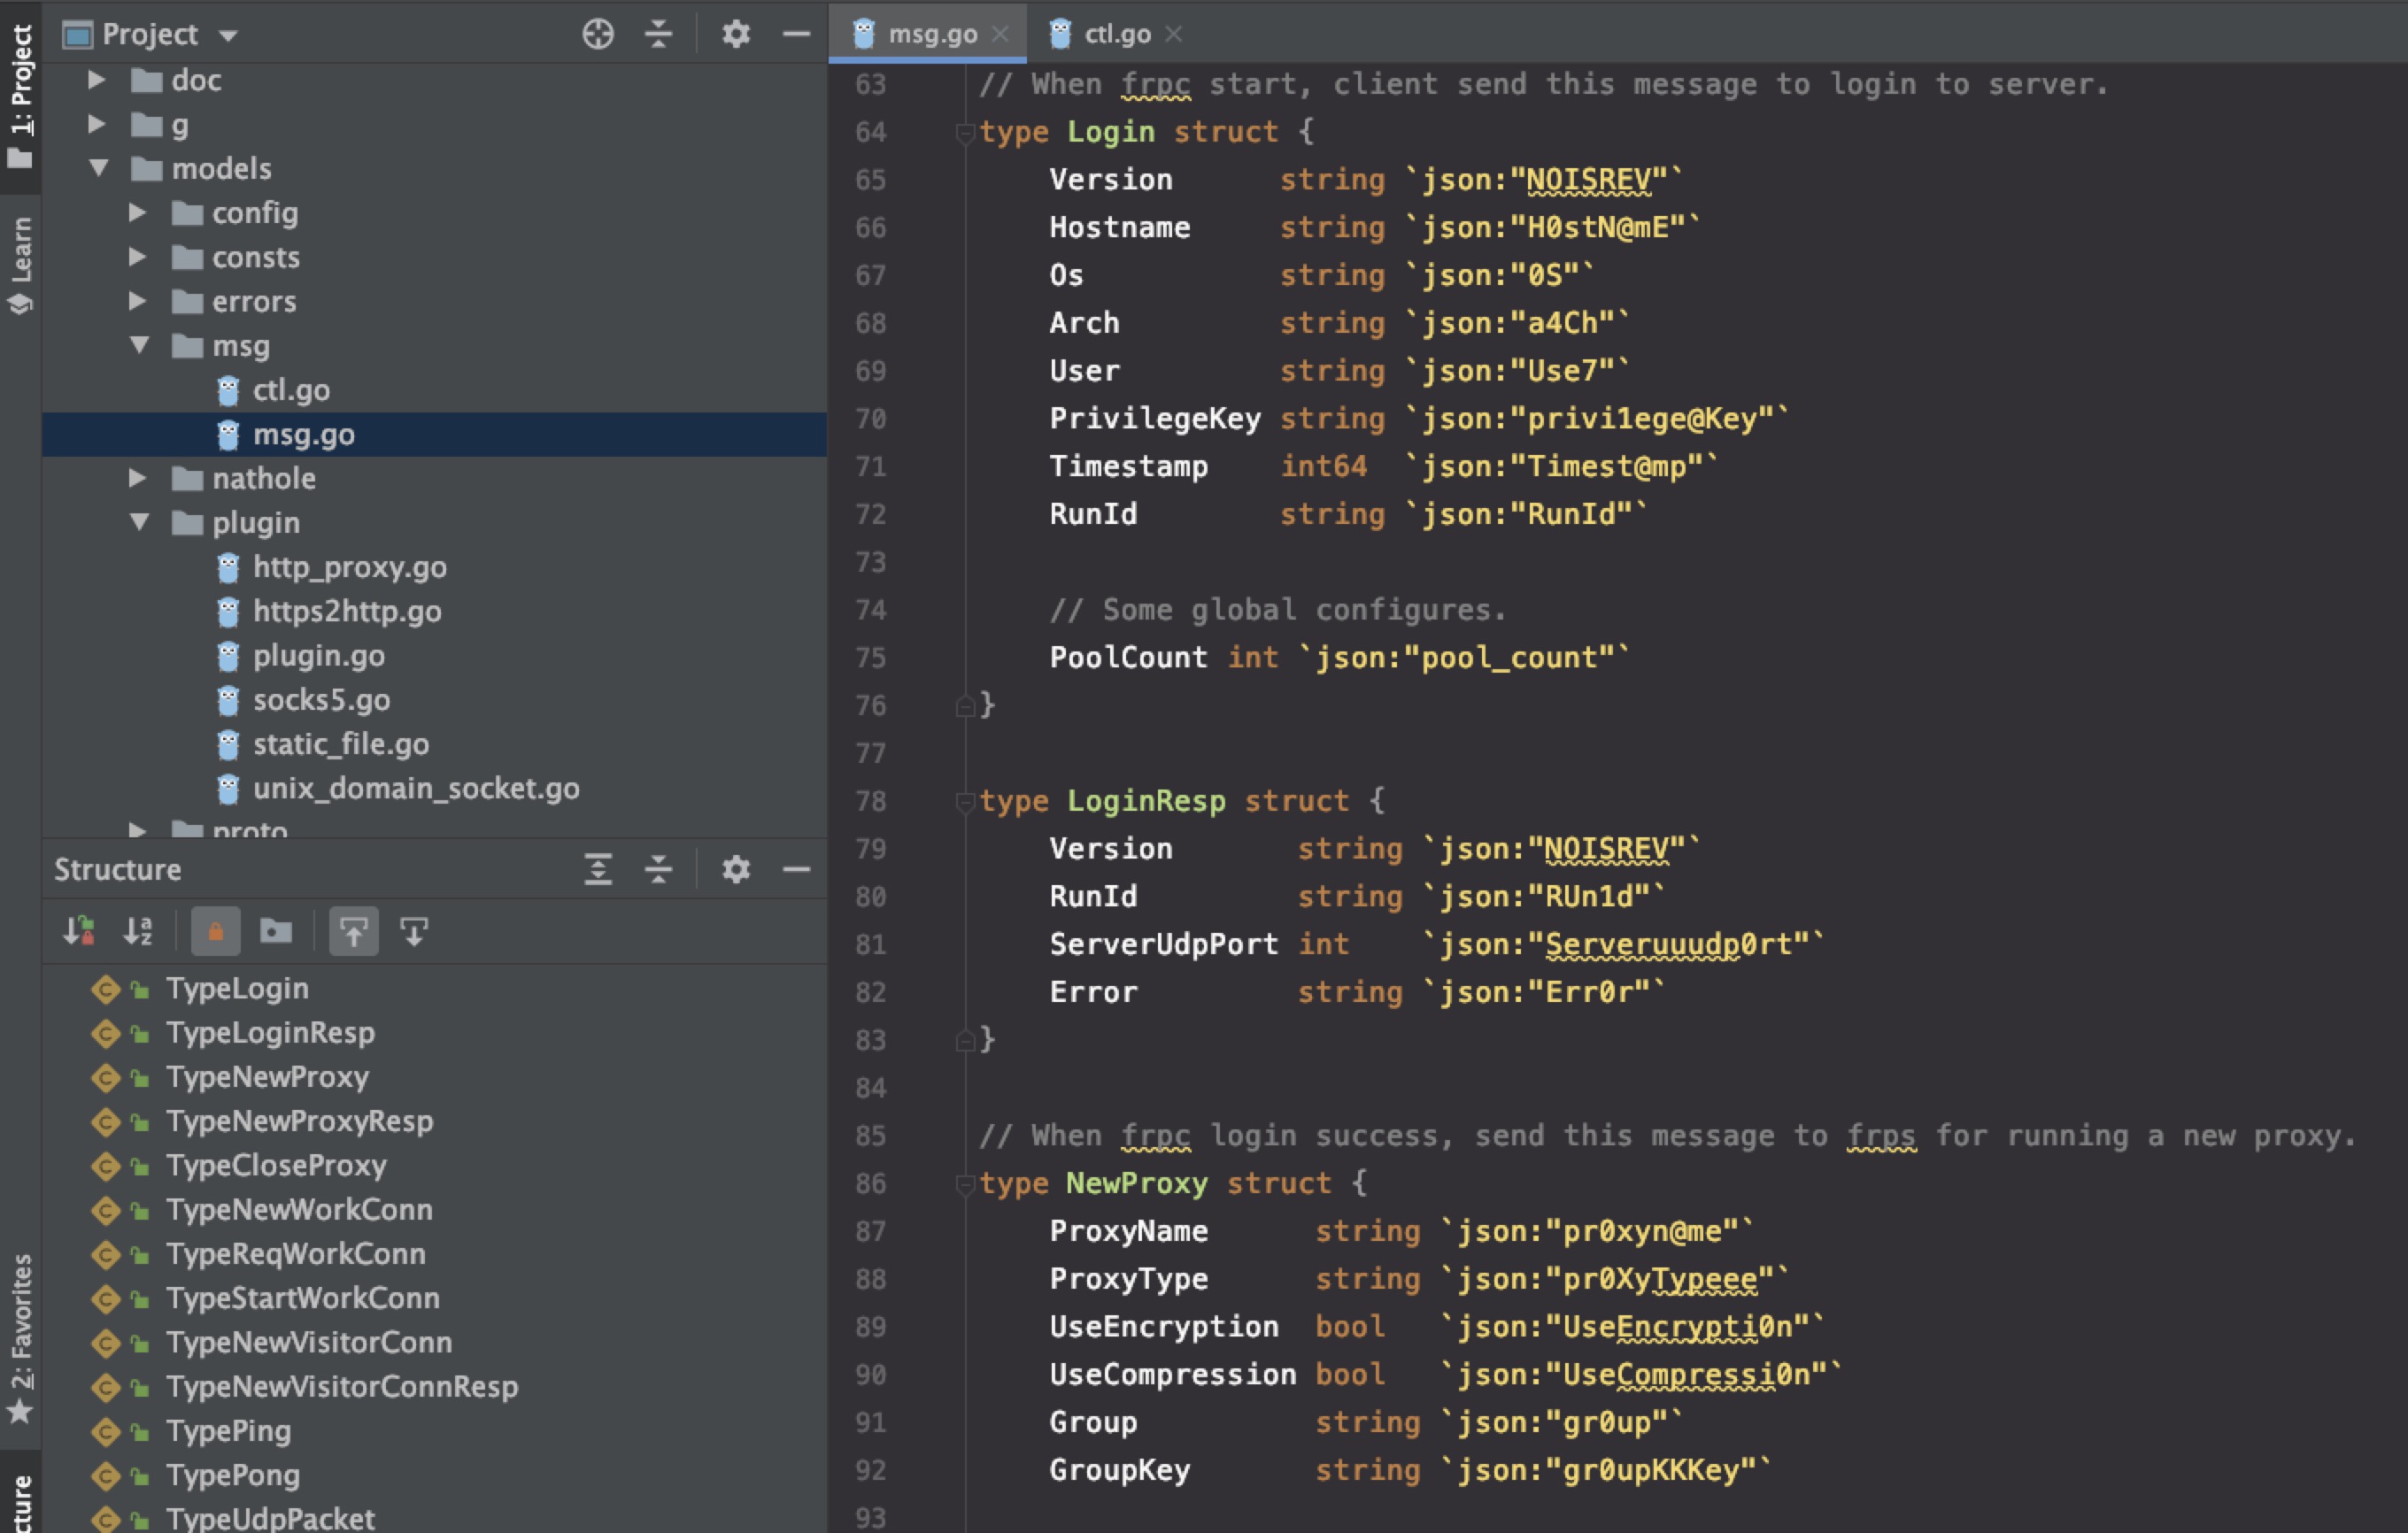 1: Project
Learn
2: Favorites
Project
doc
g
models
config
consts
errors
msg
ctl.go
msg.go
nathole
plugin
http_proxy.go
https2http.go
plugin.go
socks5.go
static_file.go
unix_domain_socket.go
proto
Structure
TypeLogin
TypeLoginResp
TypeNewProxy
TypeNewProxyResp
TypeCloseProxy
TypeNewWorkConn
TypeReqWorkConn
TypeStartWorkConn
TypeNewVisitorConn
TypeNewVisitorConnResp
TypePing
TypePong
TypeUdpPacket
msg.go ctl.go
63 // When frpc start, client send this message to login to server.
64 type Login struct {
65 Version string `json:"NOISREV"`
66 Hostname string `json:"H0stN@mE"`
67 Os string `json:"0S"`
68 Arch string `json:"a4Ch"`
69 User string `json:"Use7"`
70 PrivilegeKey string `json:"privi1ege@Key"`
71 Timestamp int64 `json:"Timest@mp"`
72 RunId string `json:"RunId"`
73
74 // Some global configures.
75 PoolCount int `json:"pool_count"`
76 }
77
78 type LoginResp struct {
79 Version string `json:"NOISREV"`
80 RunId string `json:"RUn1d"`
81 ServerUdpPort int `json:"Serveruuudp0rt"`
82 Error string `json:"Err0r"`
83 }
84
85 // When frpc login success, send this message to frps for running a new proxy.
86 type NewProxy struct {
87 ProxyName string `json:"pr0xyn@me"`
88 ProxyType string `json:"pr0XyTypeee"`
89 UseEncryption bool `json:"UseEncrypti0n"`
90 UseCompression bool `json:"UseCompressi0n"`
91 Group string `json:"gr0up"`
92 GroupKey string `json:"gr0upKKKey"`
93